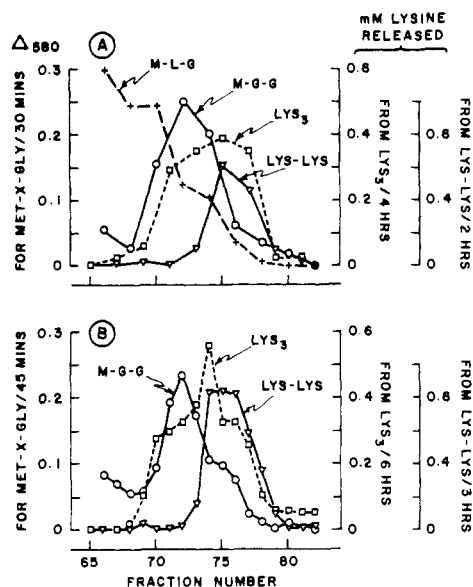 Δ580
A
mM LYSINE
RELEASED
0.3
0.2
0.1
0
FOR MET-X-GLY/30 MINS
M-L-G
M-G-G
LYS3
LYS-LYS
0.6
0.4
0.2
0
FROM LYS3/4 HRS
0.8
0.4
0
FROM LYS-LYS/2 HRS
B
0.3
0.2
0.1
0
FOR MET-X-GLY/45 MINS
M-G-G
LYS3
LYS-LYS
0.6
0.4
0.2
0
FROM LYS3/6 HRS
0.8
0.4
0
FROM LYS-LYS/3 HRS
65 70 75 80
FRACTION NUMBER